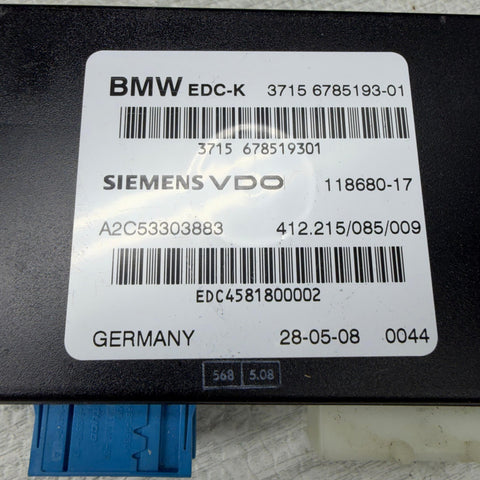 BMW EDC-K 3715 6785193-01
3715 678519301
SIEMENS VDO 118680-17
A2C53303883 412.215/085/009
EDC4581800002
GERMANY 28-05-08 0044
568 5.08